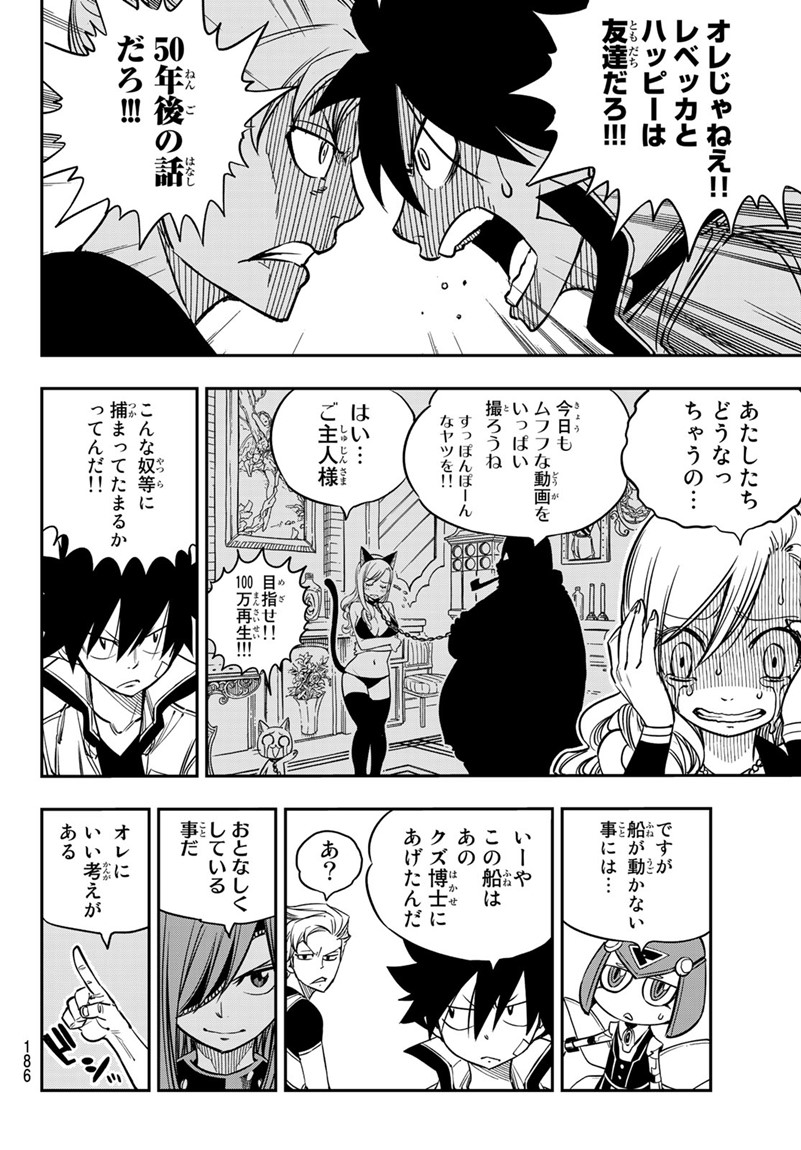 オレじゃねえ!!
レベッカと
ハッピーは
友達だろ!!!
50年後の話
だろ!!!
あたしたち
どうなっ
ちゃうの…
今日も
ムフフな動画を
いっぱい
撮ろうね
すっぽんぽーん
なヤツを!!
はい…
ご主人様
目指せ!!
100万再生!!!
こんな奴等に
捕まってたまるか
ってんだ!!
ですが
船が動かない
事には…
いーや
この船は
あの
クズ博士に
あげたんだ
あ?
おとなしく
している
事だ
オレに
いい考えが
ある
ビシッ
186